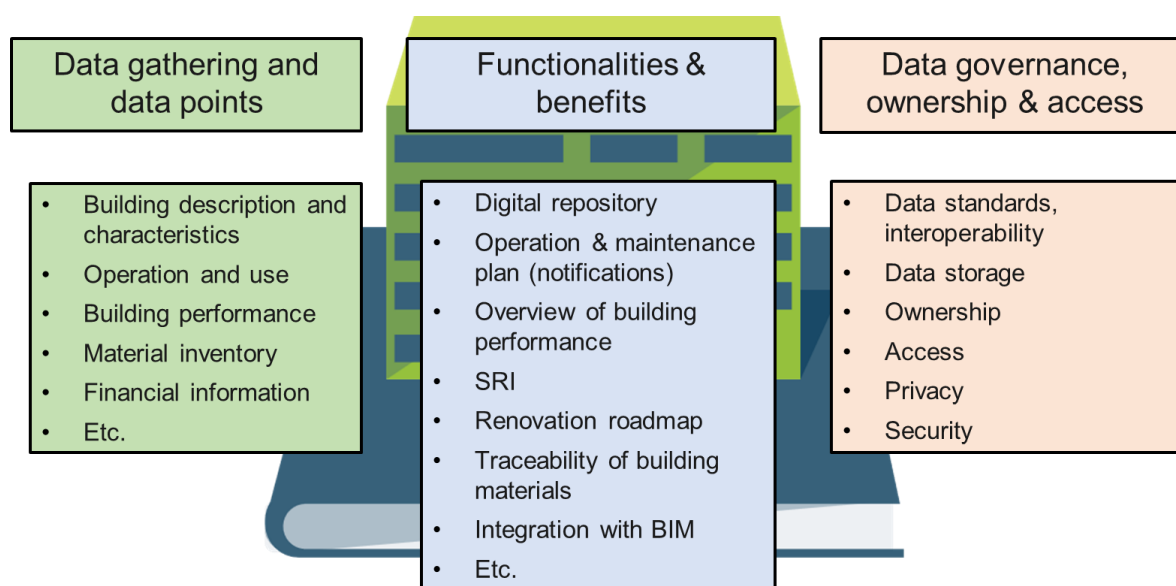 Data gathering and
data points
• Building description and
characteristics
• Operation and use
• Building performance
• Material inventory
• Financial information
• Etc.
Functionalities &
benefits
• Digital repository
• Operation & maintenance
plan (notifications)
• Overview of building
performance
• SRI
• Renovation roadmap
• Traceability of building
materials
• Integration with BIM
• Etc.
Data governance,
ownership & access
• Data standards,
interoperability
• Data storage
• Ownership
• Access
• Privacy
• Security